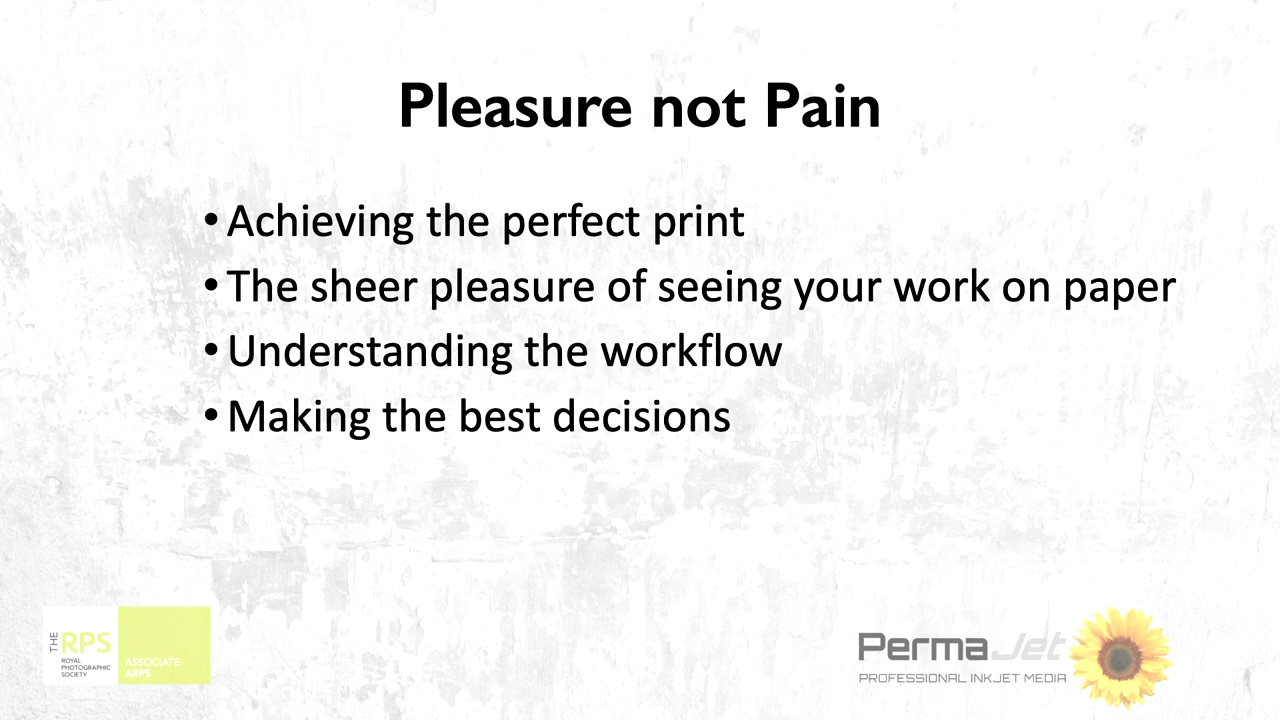 Pleasure not Pain
• Achieving the perfect print
• The sheer pleasure of seeing your work on paper
• Understanding the workflow
• Making the best decisions
THE RPS
ROYAL
PHOTOGRAPHIC
SOCIETY
ASSOCIATE
ARPS
PermaJet
PROFESSIONAL INKJET MEDIA